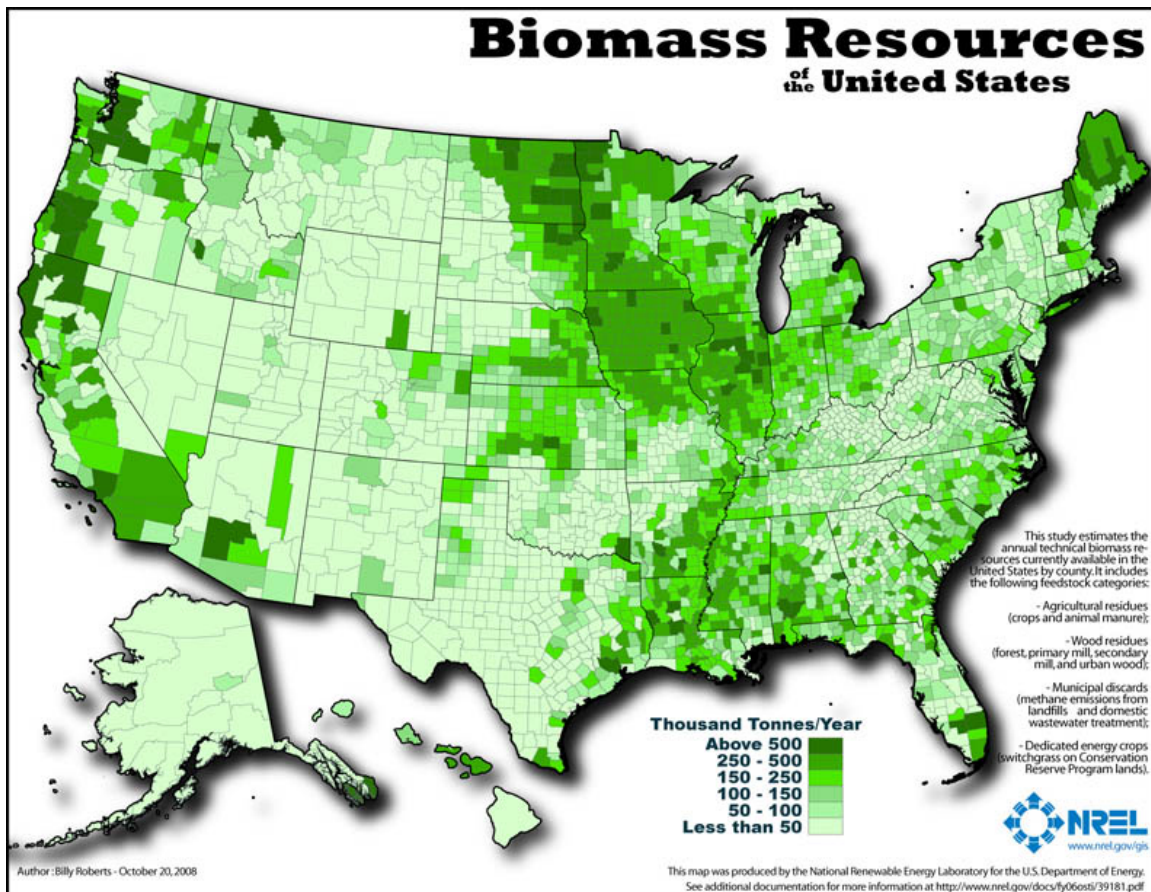 Biomass Resources
of the United States
This study estimates the
annual technical biomass re-
sources currently available in the
United States by county.It includes
the following feedstock categories:
- Agricultural residues
(crops and animal manure);
- Wood residues
(forest, primary mill, secondary
mill, and urban wood);
- Municipal discards
(methane emissions from
landfills and domestic
wastewater treatment);
- Dedicated energy crops
(switchgrass on Conservation
Reserve Program lands).
Thousand Tonnes/Year
Above 500
250 - 500
150 - 250
100 - 150
50 - 100
Less than 50
NREL
www.nrel.gov/gis
Author : Billy Roberts - October 20, 2008
This map was produced by the National Renewable Energy Laboratory for the U.S. Department of Energy.
See additional documentation for more information at http://www.nrel.gov/docs/fy06osti/39181.pdf